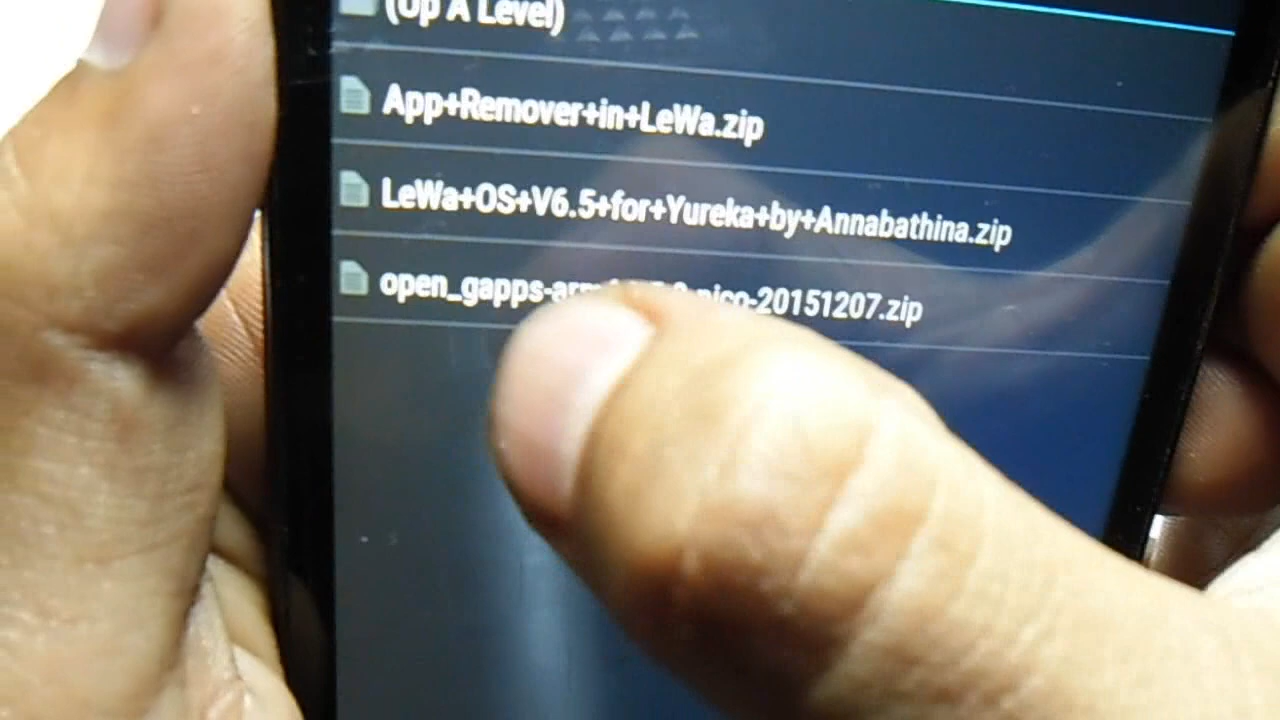 (Up A Level)
App+Remover+in+LeWa.zip
LeWa+OS+V6.5+for+Yureka+by+Annabathina.zip
open_gapps-arm pico-20151207.zip